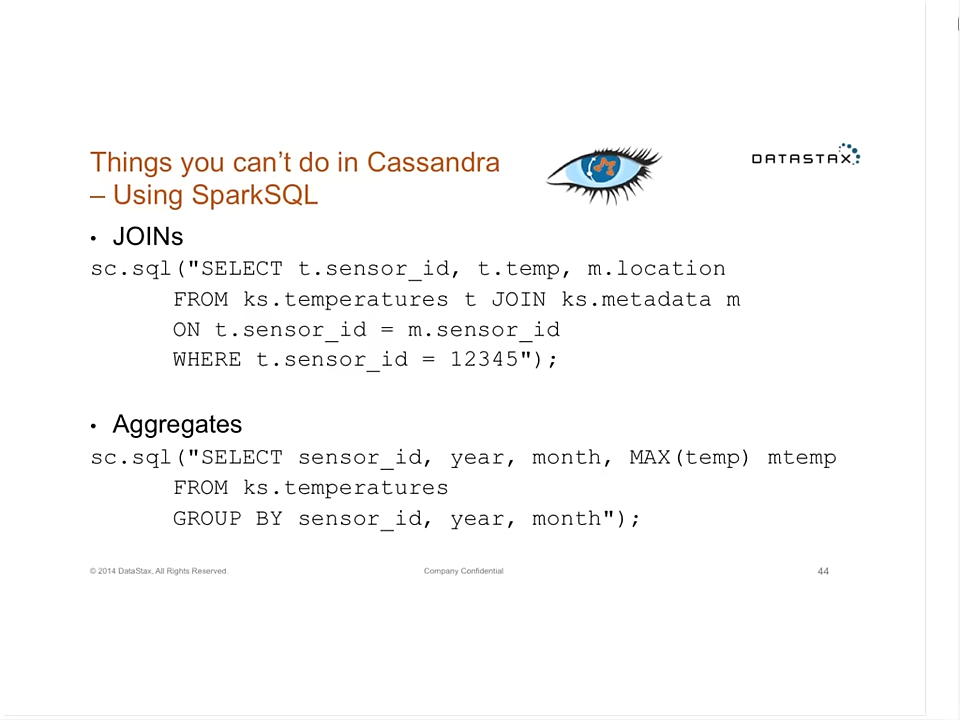 Things you can't do in Cassandra
– Using SparkSQL
DATASTAX
• JOINs
sc.sql("SELECT t.sensor_id, t.temp, m.location
FROM ks.temperatures t JOIN ks.metadata m
ON t.sensor_id = m.sensor_id
WHERE t.sensor_id = 12345");
• Aggregates
sc.sql("SELECT sensor_id, year, month, MAX(temp) mtemp
FROM ks.temperatures
GROUP BY sensor_id, year, month");
© 2014 DataStax, All Rights Reserved.
Company Confidential
44